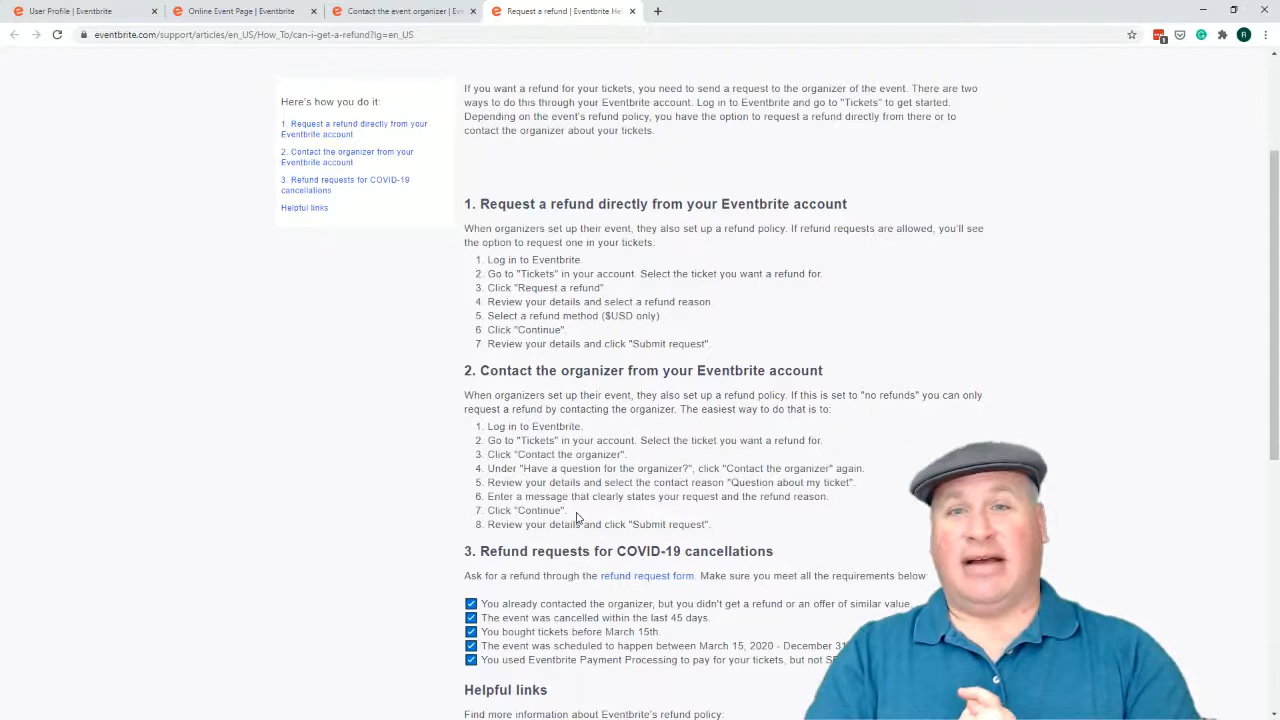 User Profile | Eventbrite
Online Event Page | Eventbrite
Contact the event organizer | Ev
Request a refund | Eventbrite He
eventbrite.com/support/articles/en_US/How_To/can-i-get-a-refund?lg=en_US
1
R
Here's how you do it:
1. Request a refund directly from your
Eventbrite account
2. Contact the organizer from your
Eventbrite account
3. Refund requests for COVID-19
cancellations
Helpful links
If you want a refund for your tickets, you need to send a request to the organizer of the event. There are two
ways to do this through your Eventbrite account. Log in to Eventbrite and go to "Tickets" to get started.
Depending on the event's refund policy, you have the option to request a refund directly from there or to
contact the organizer about your tickets.
1. Request a refund directly from your Eventbrite account
When organizers set up their event, they also set up a refund policy. If refund requests are allowed, you'll see
the option to request one in your tickets:
1. Log in to Eventbrite.
2. Go to "Tickets" in your account. Select the ticket you want a refund for.
3. Click "Request a refund"
4. Review your details and select a refund reason.
5. Select a refund method ($USD only)
6. Click "Continue".
7. Review your details and click "Submit request".
2. Contact the organizer from your Eventbrite account
When organizers set up their event, they also set up a refund policy. If this is set to "no refunds" you can only
request a refund by contacting the organizer. The easiest way to do that is to:
1. Log in to Eventbrite.
2. Go to "Tickets" in your account. Select the ticket you want a refund for.
3. Click "Contact the organizer".
4. Under "Have a question for the organizer?", click "Contact the organizer" again.
5. Review your details and select the contact reason "Question about my ticket".
6. Enter a message that clearly states your request and the refund reason.
7. Click "Continue".
8. Review your details and click "Submit request".
3. Refund requests for COVID-19 cancellations
Ask for a refund through the refund request form. Make sure you meet all the requirements below:
You already contacted the organizer, but you didn't get a refund or an offer of similar value.
The event was cancelled within the last 45 days.
You bought tickets before March 15th.
The event was scheduled to happen between March 15, 2020 - December 31
You used Eventbrite Payment Processing to pay for your tickets, but not
Helpful links
Find more information about Eventbrite's refund policy: